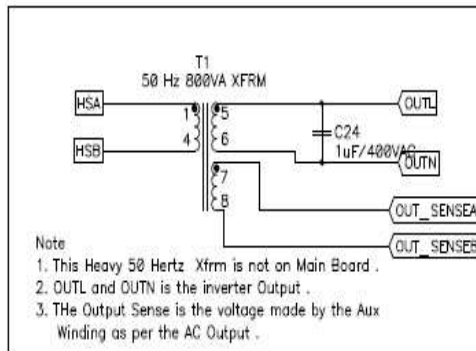 T1
50 Hz 800VA XFRM
HSA
1
5
OUTL
4
6
C24
1uF/400VAC
HSB
OUTN
7
8
OUT_SENSEA
OUT_SENSEB
Note
1. This Heavy 50 Hertz Xfrm is not on Main Board .
2. OUTL and OUTN is the inverter Output .
3. THe Output Sense is the voltage made by the Aux
Winding as per the AC Output .